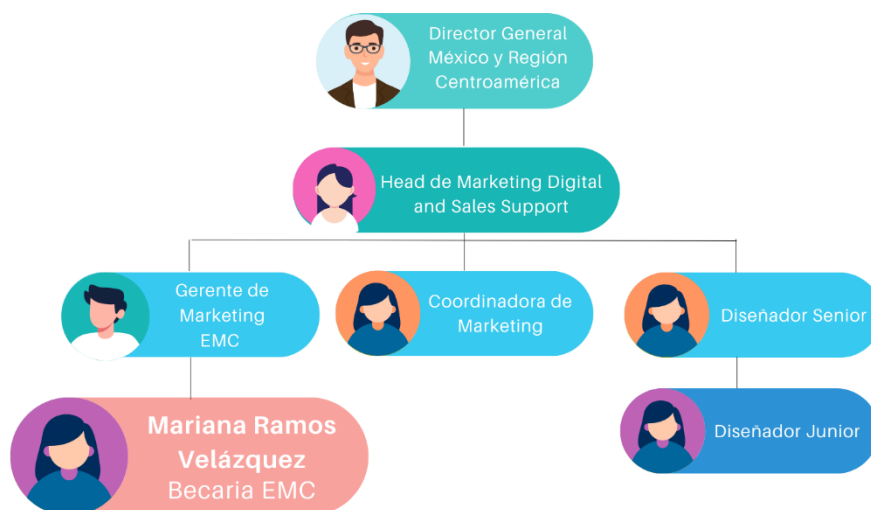 Director General
México y Región
Centroamérica
Head de Marketing Digital
and Sales Support
Gerente de
Marketing
EMC
Coordinadora de
Marketing
Diseñador Senior
Mariana Ramos
Velázquez
Becaria EMC
Diseñador Junior